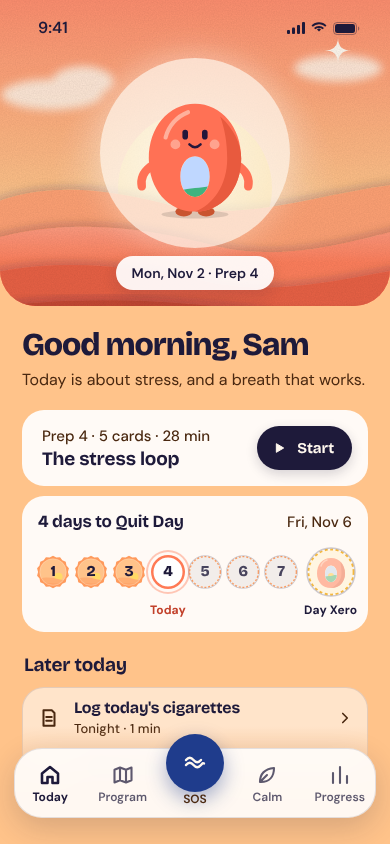 9:41
Mon, Nov 2 · Prep 4
Good morning, Sam
Today is about stress, and a breath that works.
Prep 4 · 5 cards · 28 min
The stress loop
Start
4 days to Quit Day
Fri, Nov 6
1 2 3 4 5 6 7
Today
Day Xero
Later today
Log today's cigarettes
Tonight · 1 min
Today
Program
SOS
Calm
Progress